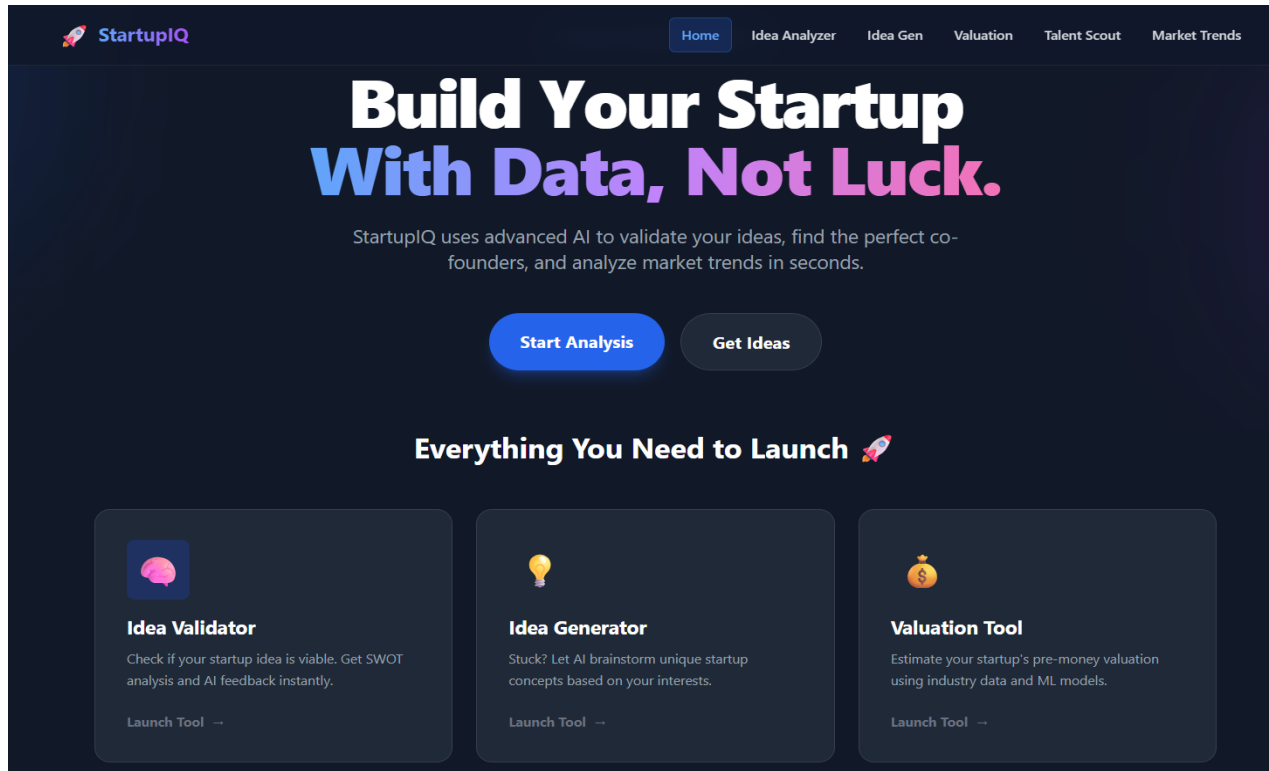 StartupIQ
Home
Idea Analyzer
Idea Gen
Valuation
Talent Scout
Market Trends
Build Your Startup
With Data, Not Luck.
StartupIQ uses advanced AI to validate your ideas, find the perfect co-
founders, and analyze market trends in seconds.
Start Analysis
Get Ideas
Everything You Need to Launch 🚀
Idea Validator
Check if your startup idea is viable. Get SWOT
analysis and AI feedback instantly.
Launch Tool →
Idea Generator
Stuck? Let AI brainstorm unique startup
concepts based on your interests.
Launch Tool →
Valuation Tool
Estimate your startup's pre-money valuation
using industry data and ML models.
Launch Tool →